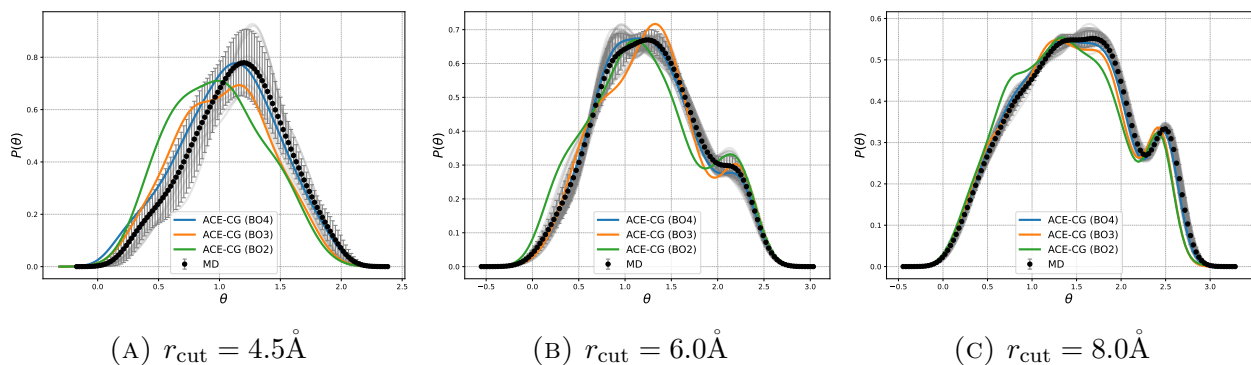 P(θ)
0.8
0.6
0.4
0.2
0.0
0.0 0.5 1.0 1.5 2.0 2.5
θ
ACE-CG (BO4)
ACE-CG (BO3)
ACE-CG (BO2)
MD
(A) r_cut = 4.5Å
P(θ)
0.7
0.6
0.5
0.4
0.3
0.2
0.1
0.0
−0.5 0.0 0.5 1.0 1.5 2.0 2.5 3.0
θ
ACE-CG (BO4)
ACE-CG (BO3)
ACE-CG (BO2)
MD
(B) r_cut = 6.0Å
P(θ)
0.6
0.5
0.4
0.3
0.2
0.1
0.0
−0.5 0.0 0.5 1.0 1.5 2.0 2.5 3.0
θ
ACE-CG (BO4)
ACE-CG (BO3)
ACE-CG (BO2)
MD
(C) r_cut = 8.0Å